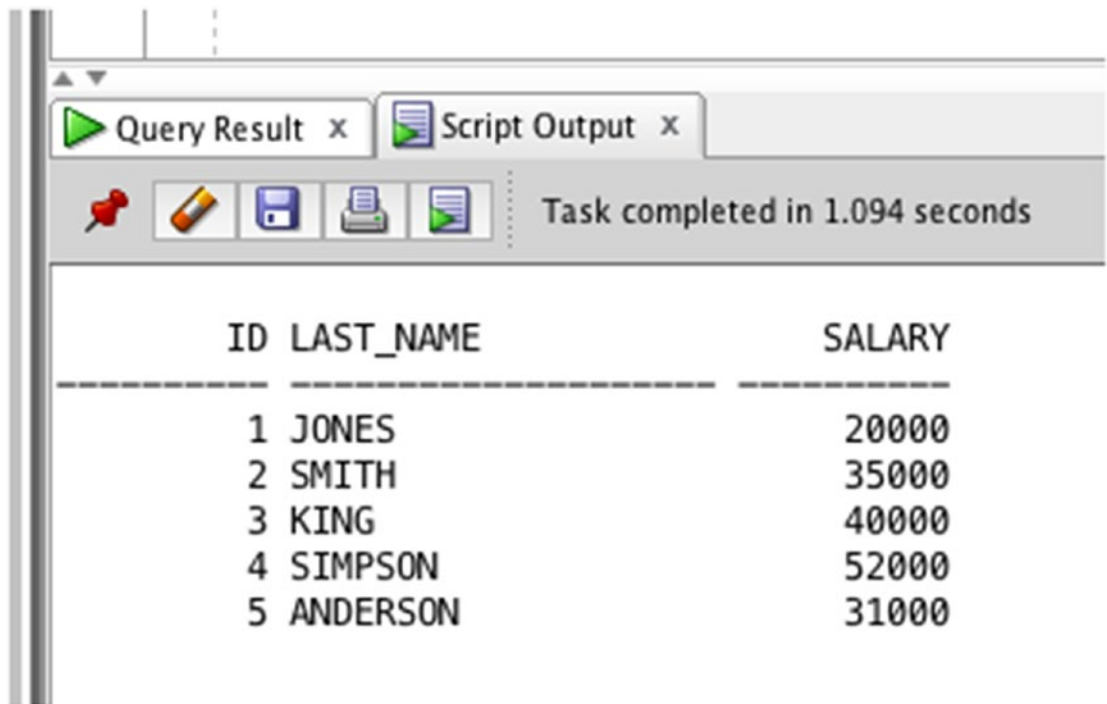 Query Result x Script Output x
Task completed in 1.094 seconds
ID LAST_NAME SALARY
---------- -------------------- ----------
1 JONES 20000
2 SMITH 35000
3 KING 40000
4 SIMPSON 52000
5 ANDERSON 31000